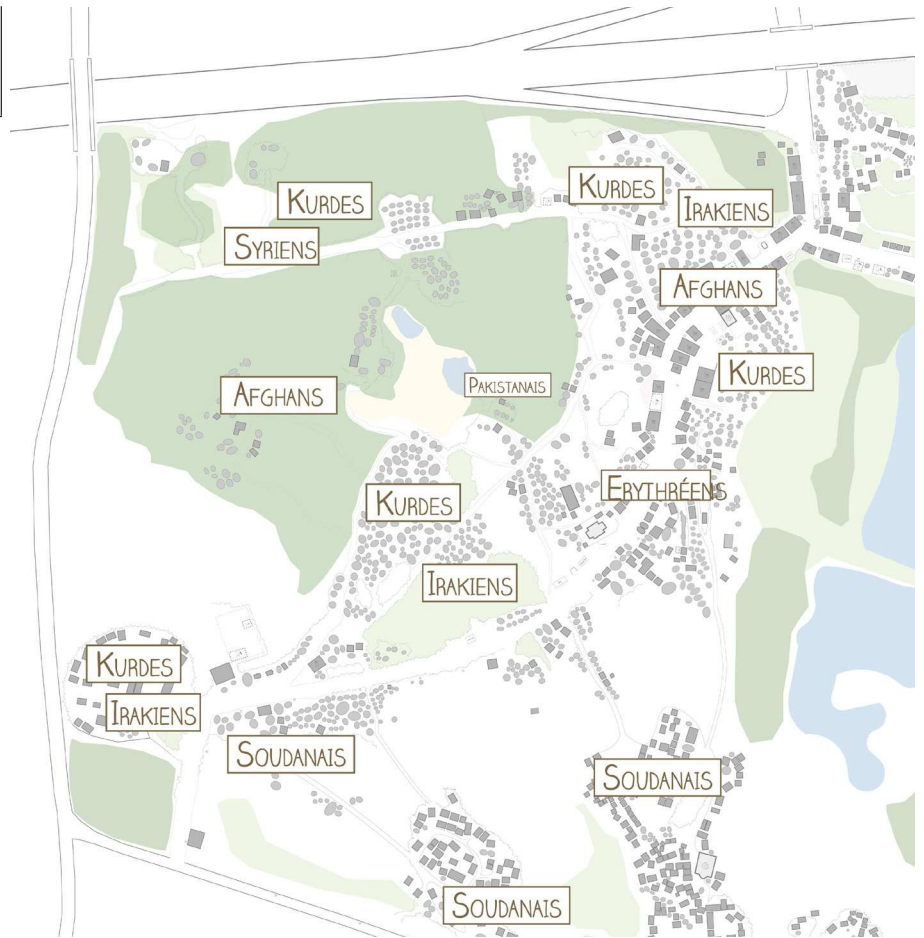 KURDES
KURDES
IRAKIENS
SYRIENS
AFGHANS
KURDES
PAKISTANAIS
AFGHANS
KURDES
ERYTHRÉENS
IRAKIENS
KURDES
IRAKIENS
SOUDANAIS
SOUDANAIS
SOUDANAIS